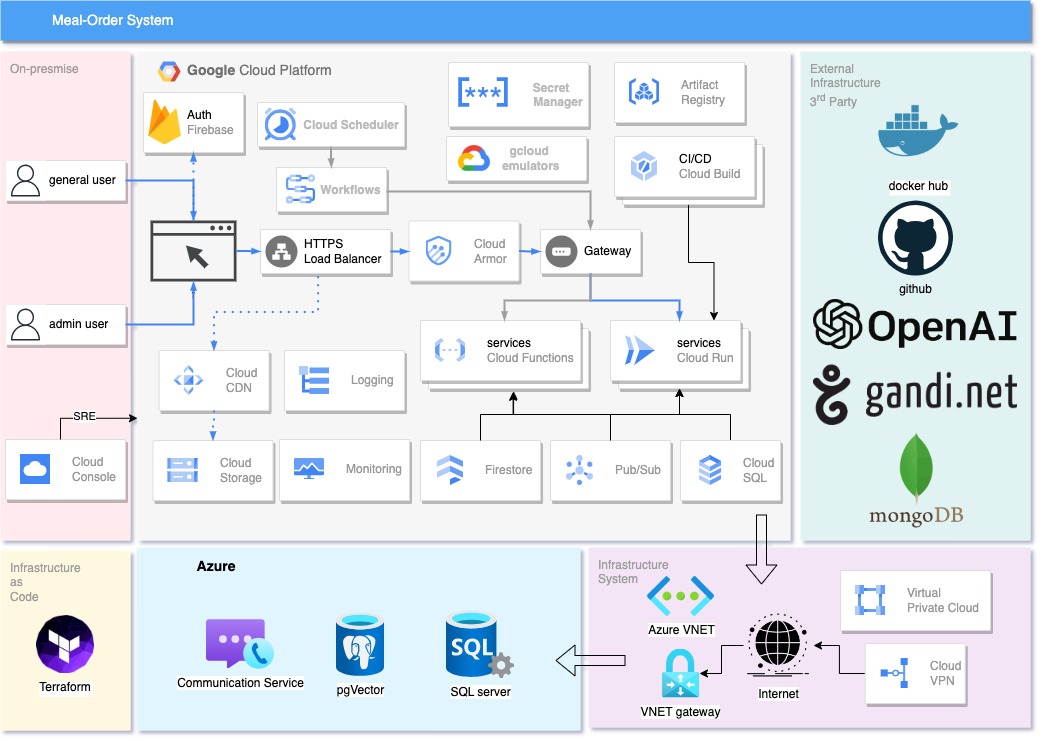 Meal-Order System
On-presmise
general user
admin user
SRE
Cloud
Console
Google Cloud Platform
Auth
Firebase
Cloud Scheduler
Workflows
Secret
Manager
gcloud
emulators
Artifact
Registry
CI/CD
Cloud Build
HTTPS
Load Balancer
Cloud
Armor
Gateway
services
Cloud Functions
services
Cloud Run
Cloud
CDN
Logging
Cloud
Storage
Monitoring
Firestore
Pub/Sub
Cloud
SQL
External
Infrastructure
3rd Party
docker hub
github
OpenAI
gandi.net
mongoDB
Infrastructure
as
Code
Terraform
Azure
Communication Service
pgVector
SQL
SQL server
Infrastructure
System
Azure VNET
VNET gateway
Internet
Virtual
Private Cloud
Cloud
VPN